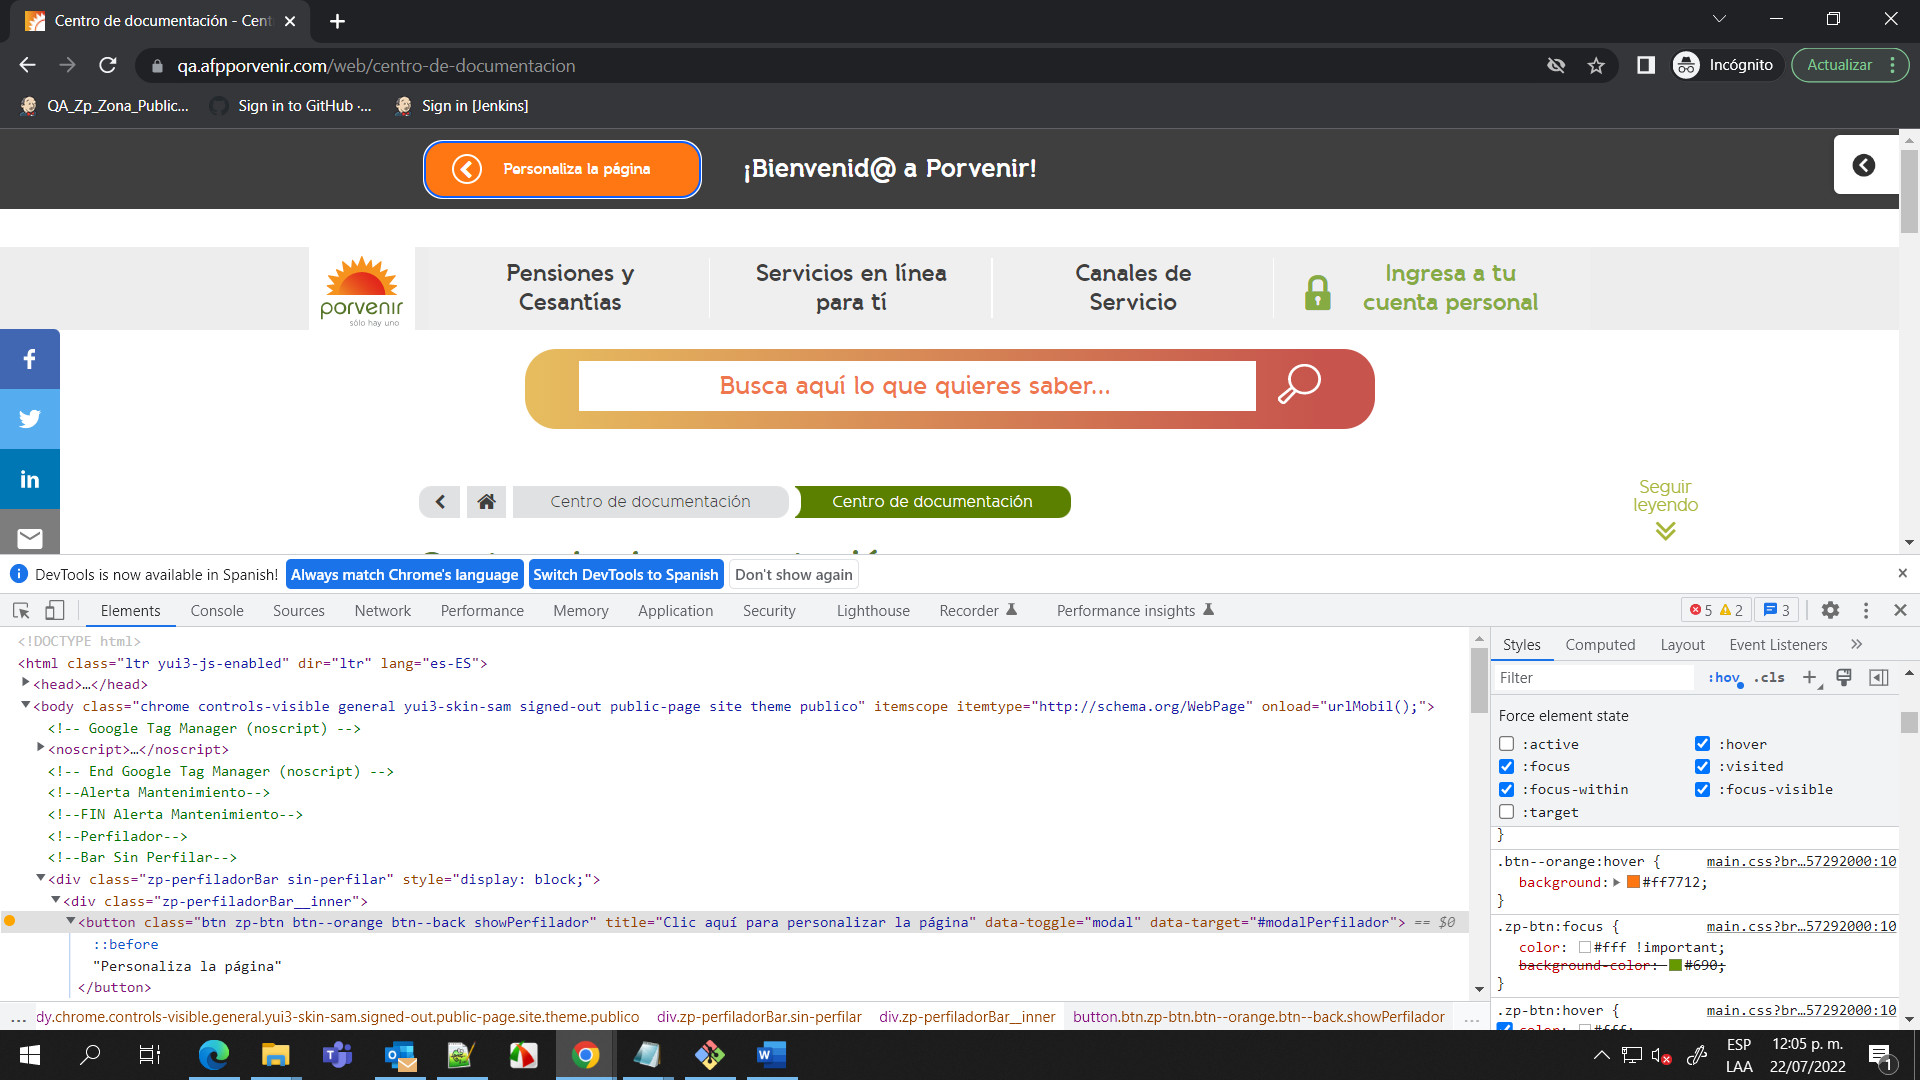 Centro de documentación - Cent
qa.afpporvenir.com/web/centro-de-documentacion
Incógnito
Actualizar
QA_Zp_Zona_Public...
Sign in to GitHub ·...
Sign in [Jenkins]
Personaliza la página
¡Bienvenid@ a Porvenir!
porvenir
sólo hay uno
Pensiones y
Cesantías
Servicios en línea
para tí
Canales de
Servicio
Ingresa a tu
cuenta personal
Busca aquí lo que quieres saber...
Centro de documentación
Centro de documentación
Seguir
leyendo
DevTools is now available in Spanish!
Always match Chrome's language
Switch DevTools to Spanish
Don't show again
Elements
Console
Sources
Network
Performance
Memory
Application
Security
Lighthouse
Recorder
Performance insights
5
2
3
<!DOCTYPE html>
<html class="ltr yui3-js-enabled" dir="ltr" lang="es-ES">
<head>…</head>
<body class="chrome controls-visible general yui3-skin-sam signed-out public-page site theme publico" itemscope itemtype="http://schema.org/WebPage" onload="urlMobil();">
<!-- Google Tag Manager (noscript) -->
<noscript>…</noscript>
<!-- End Google Tag Manager (noscript) -->
<!--Alerta Mantenimiento-->
<!--FIN Alerta Mantenimiento-->
<!--Perfilador-->
<!--Bar Sin Perfilar-->
<div class="zp-perfiladorBar sin-perfilar" style="display: block;">
<div class="zp-perfiladorBar__inner">
<button class="btn zp-btn btn--orange btn--back showPerfilador" title="Clic aquí para personalizar la página" data-toggle="modal" data-target="#modalPerfilador"> == $0
::before
"Personaliza la página"
</button>
... dy.chrome.controls-visible.general.yui3-skin-sam.signed-out.public-page.site.theme.publico div.zp-perfiladorBar.sin-perfilar div.zp-perfiladorBar__inner button.btn.zp-btn.btn--orange.btn--back.showPerfilador ...
Styles
Computed
Layout
Event Listeners
Filter
:hov
.cls
Force element state
:active
:hover
:focus
:visited
:focus-within
:focus-visible
:target
}
.btn--orange:hover { main.css?br…57292000:10
background: #ff7712;
}
.zp-btn:focus { main.css?br…57292000:10
color: #fff !important;
background-color: #690;
}
.zp-btn:hover { main.css?br…57292000:10
color: #fff;
ESP
LAA
12:05 p. m.
22/07/2022
1